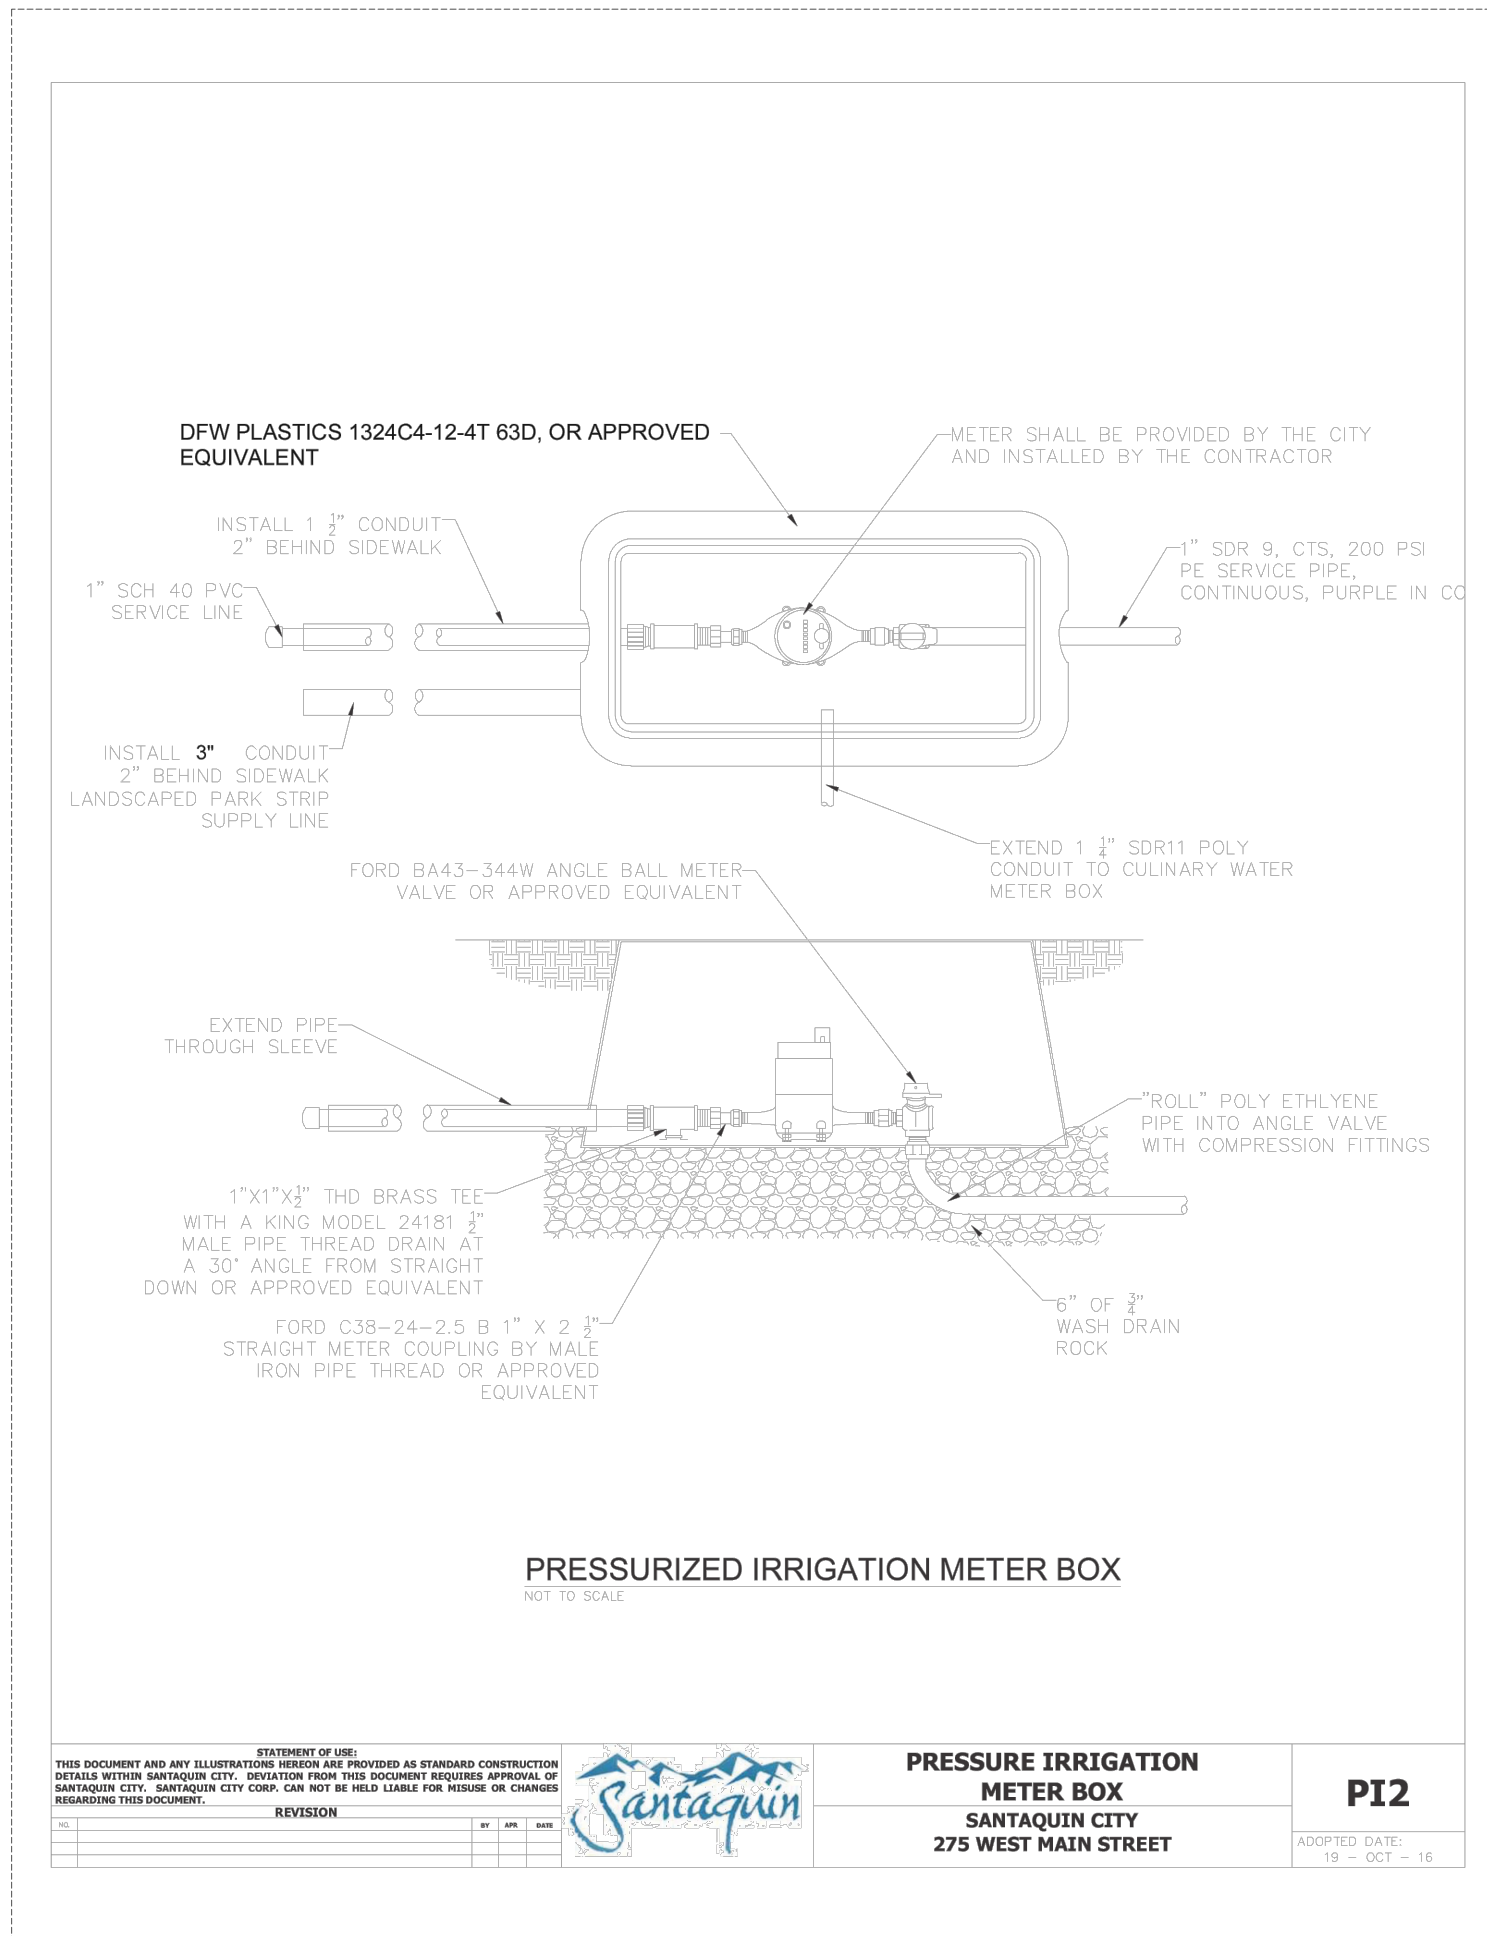 DFW PLASTICS 1324C4-12-4T 63D, OR APPROVED
EQUIVALENT
METER SHALL BE PROVIDED BY THE CITY
AND INSTALLED BY THE CONTRACTOR
INSTALL 1 1/2" CONDUIT
2" BEHIND SIDEWALK
1" SCH 40 PVC
SERVICE LINE
1" SDR 9, CTS, 200 PSI
PE SERVICE PIPE,
CONTINUOUS, PURPLE IN CO
INSTALL 3" CONDUIT
2" BEHIND SIDEWALK
LANDSCAPED PARK STRIP
SUPPLY LINE
EXTEND 1 1/4" SDR11 POLY
CONDUIT TO CULINARY WATER
METER BOX
FORD BA43-344W ANGLE BALL METER
VALVE OR APPROVED EQUIVALENT
EXTEND PIPE
THROUGH SLEEVE
"ROLL" POLY ETHLYENE
PIPE INTO ANGLE VALVE
WITH COMPRESSION FITTINGS
1"X1"X1/2" THD BRASS TEE
WITH A KING MODEL 24181 1/2"
MALE PIPE THREAD DRAIN AT
A 30° ANGLE FROM STRAIGHT
DOWN OR APPROVED EQUIVALENT
6" OF 3/4"
WASH DRAIN
ROCK
FORD C38-24-2.5 B 1" X 2 1/2"
STRAIGHT METER COUPLING BY MALE
IRON PIPE THREAD OR APPROVED
EQUIVALENT
PRESSURIZED IRRIGATION METER BOX
NOT TO SCALE
STATEMENT OF USE:
THIS DOCUMENT AND ANY ILLUSTRATIONS HEREON ARE PROVIDED AS STANDARD CONSTRUCTION
DETAILS WITHIN SANTAQUIN CITY. DEVIATION FROM THIS DOCUMENT REQUIRES APPROVAL OF
SANTAQUIN CITY. SANTAQUIN CITY CORP. CAN NOT BE HELD LIABLE FOR MISUSE OR CHANGES
REGARDING THIS DOCUMENT.
REVISION
NO. BY APR. DATE
Santaquin
PRESSURE IRRIGATION
METER BOX
SANTAQUIN CITY
275 WEST MAIN STREET
PI2
ADOPTED DATE:
19 - OCT - 16